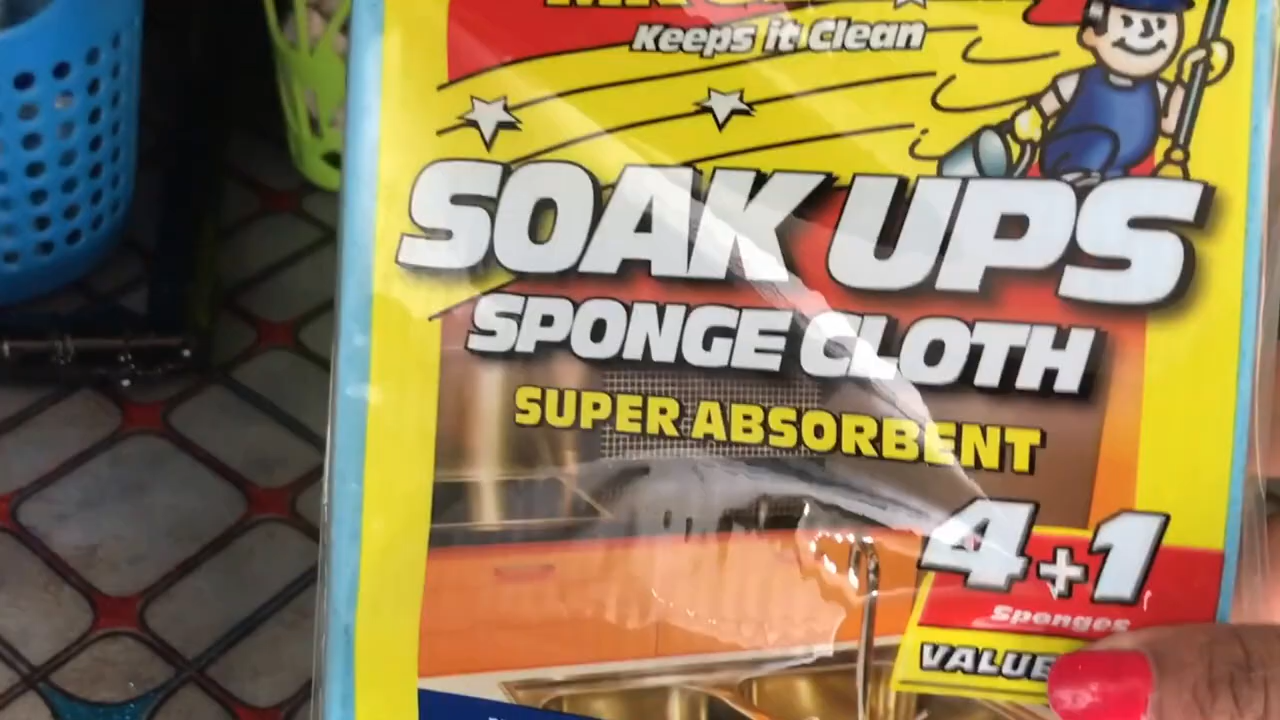 Keeps it Clean
SOAK UPS
SPONGE CLOTH
SUPER ABSORBENT
4+1
Sponges
VALUE